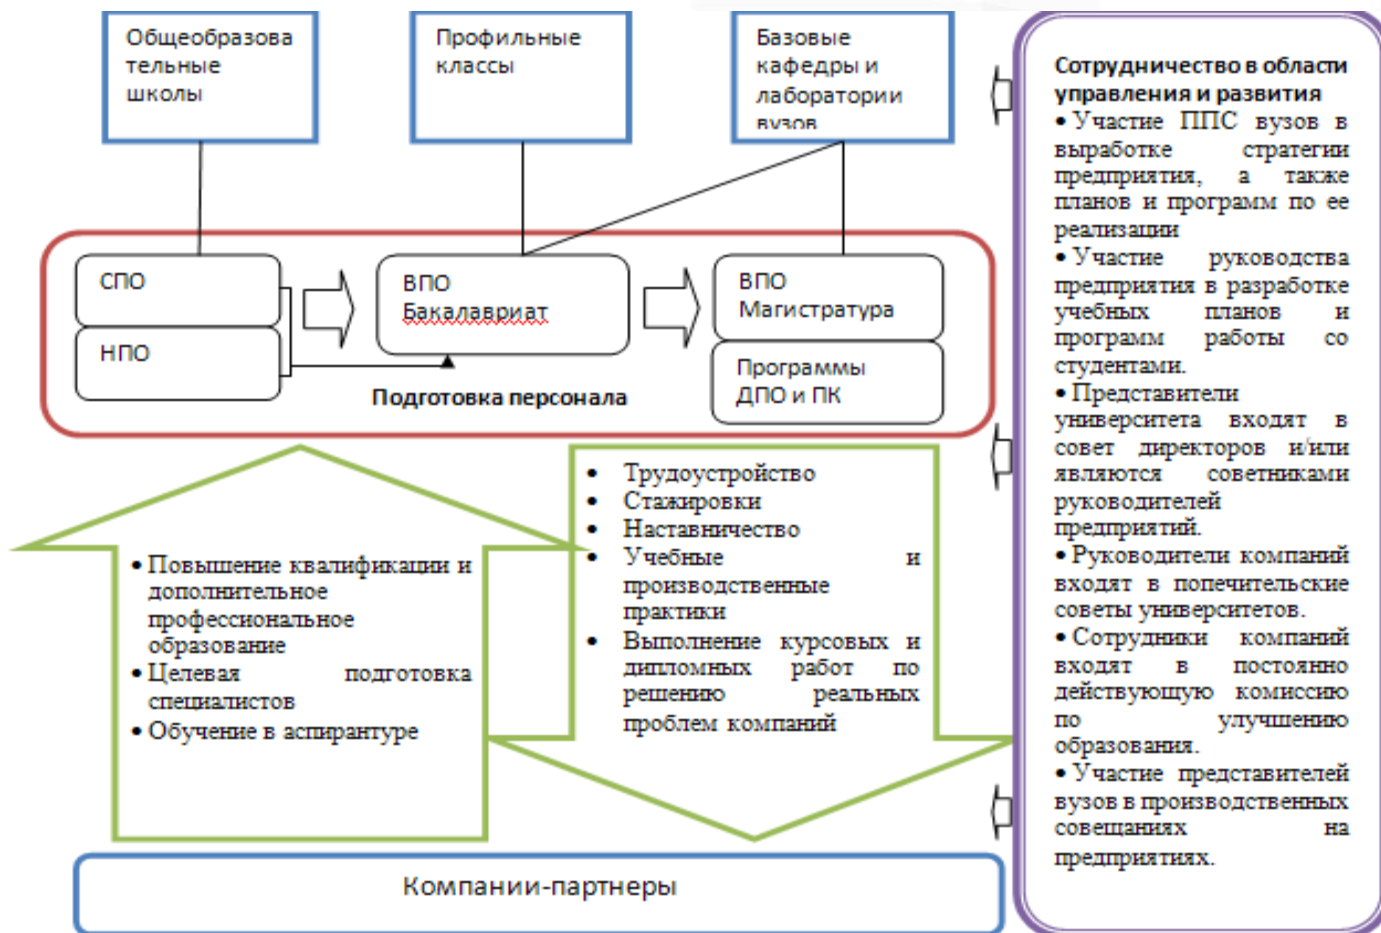 Общеобразова
тельные
школы
Профильные
классы
Базовые
кафедры и
лаборатории
вузов
СПО
НПО
ВПО
Бакалавриат
ВПО
Магистратура
Программы
ДПО и ПК
Подготовка персонала
• Повышение квалификации и
дополнительное
профессиональное
образование
• Целевая подготовка
специалистов
• Обучение в аспирантуре
• Трудоустройство
• Стажировки
• Наставничество
• Учебные и
производственные
практики
• Выполнение курсовых и
дипломных работ по
решению реальных
проблем компаний
Компании-партнеры
Сотрудничество в области
управления и развития
• Участие ППС вузов в
выработке стратегии
предприятия, а также
планов и программ по ее
реализации
• Участие руководства
предприятия в разработке
учебных планов и
программ работы со
студентами.
• Представители
университета входят в
совет директоров и/или
являются советниками
руководителей
предприятий.
• Руководители компаний
входят в попечительские
советы университетов.
• Сотрудники компаний
входят в постоянно
действующую комиссию
по улучшению
образования.
• Участие представителей
вузов в производственных
совещаниях на
предприятиях.